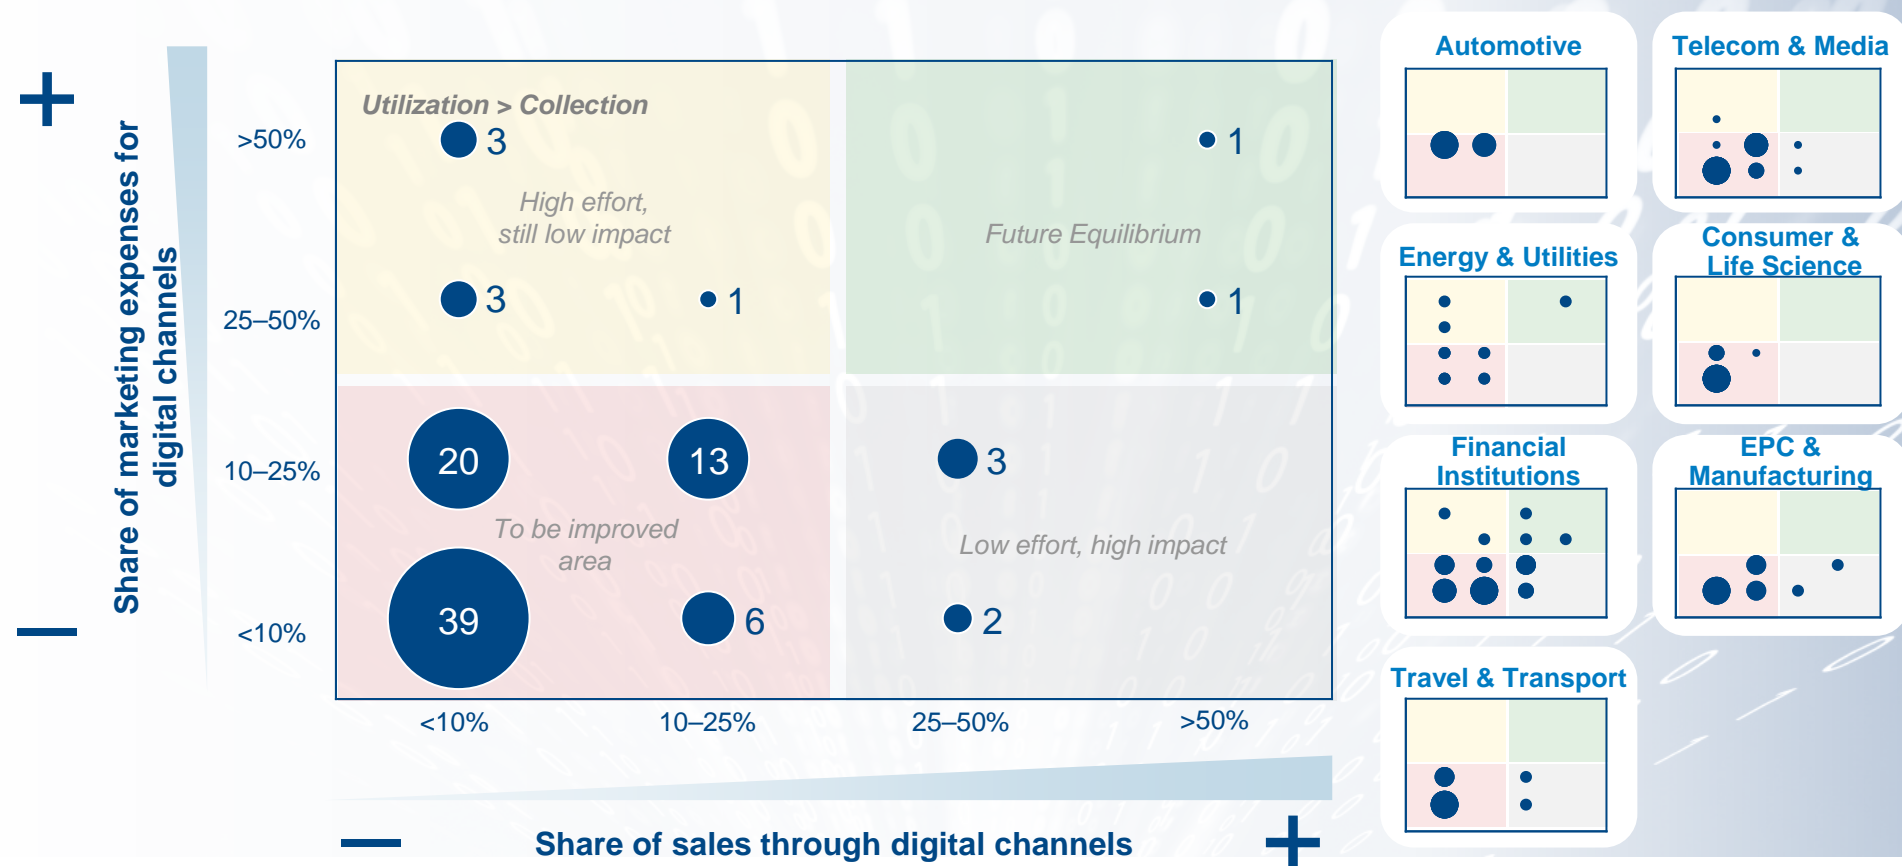 Share of marketing expenses for
digital channels
+
>50%
25–50%
10–25%
<10%
–
Utilization > Collection
3
1
High effort,
still low impact
Future Equilibrium
3
1
1
20
13
3
To be improved
area
Low effort, high impact
39
6
2
<10%
10–25%
25–50%
>50%
–
Share of sales through digital channels
+
Automotive
Telecom & Media
Energy & Utilities
Consumer &
Life Science
Financial
Institutions
EPC &
Manufacturing
Travel & Transport